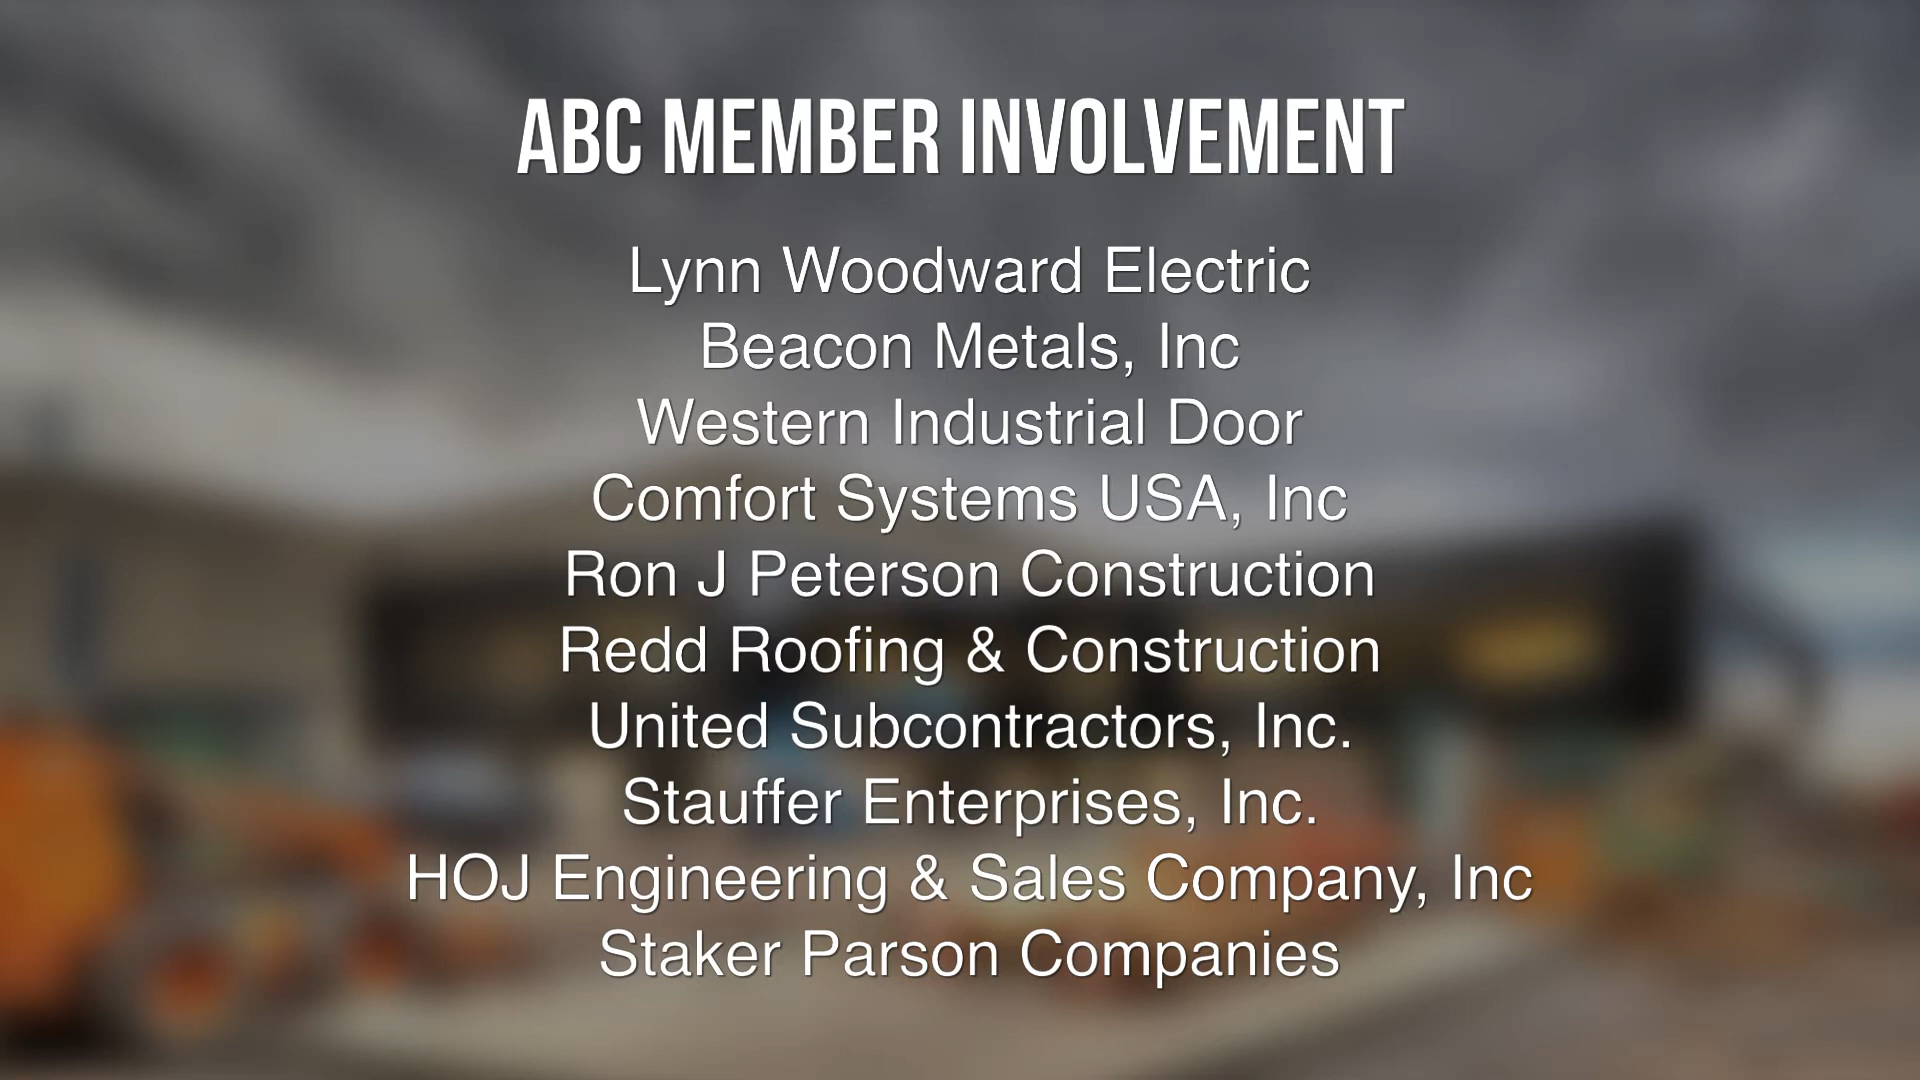 ABC MEMBER INVOLVEMENT
Lynn Woodward Electric
Beacon Metals, Inc
Western Industrial Door
Comfort Systems USA, Inc
Ron J Peterson Construction
Redd Roofing & Construction
United Subcontractors, Inc.
Stauffer Enterprises, Inc.
HOJ Engineering & Sales Company, Inc
Staker Parson Companies